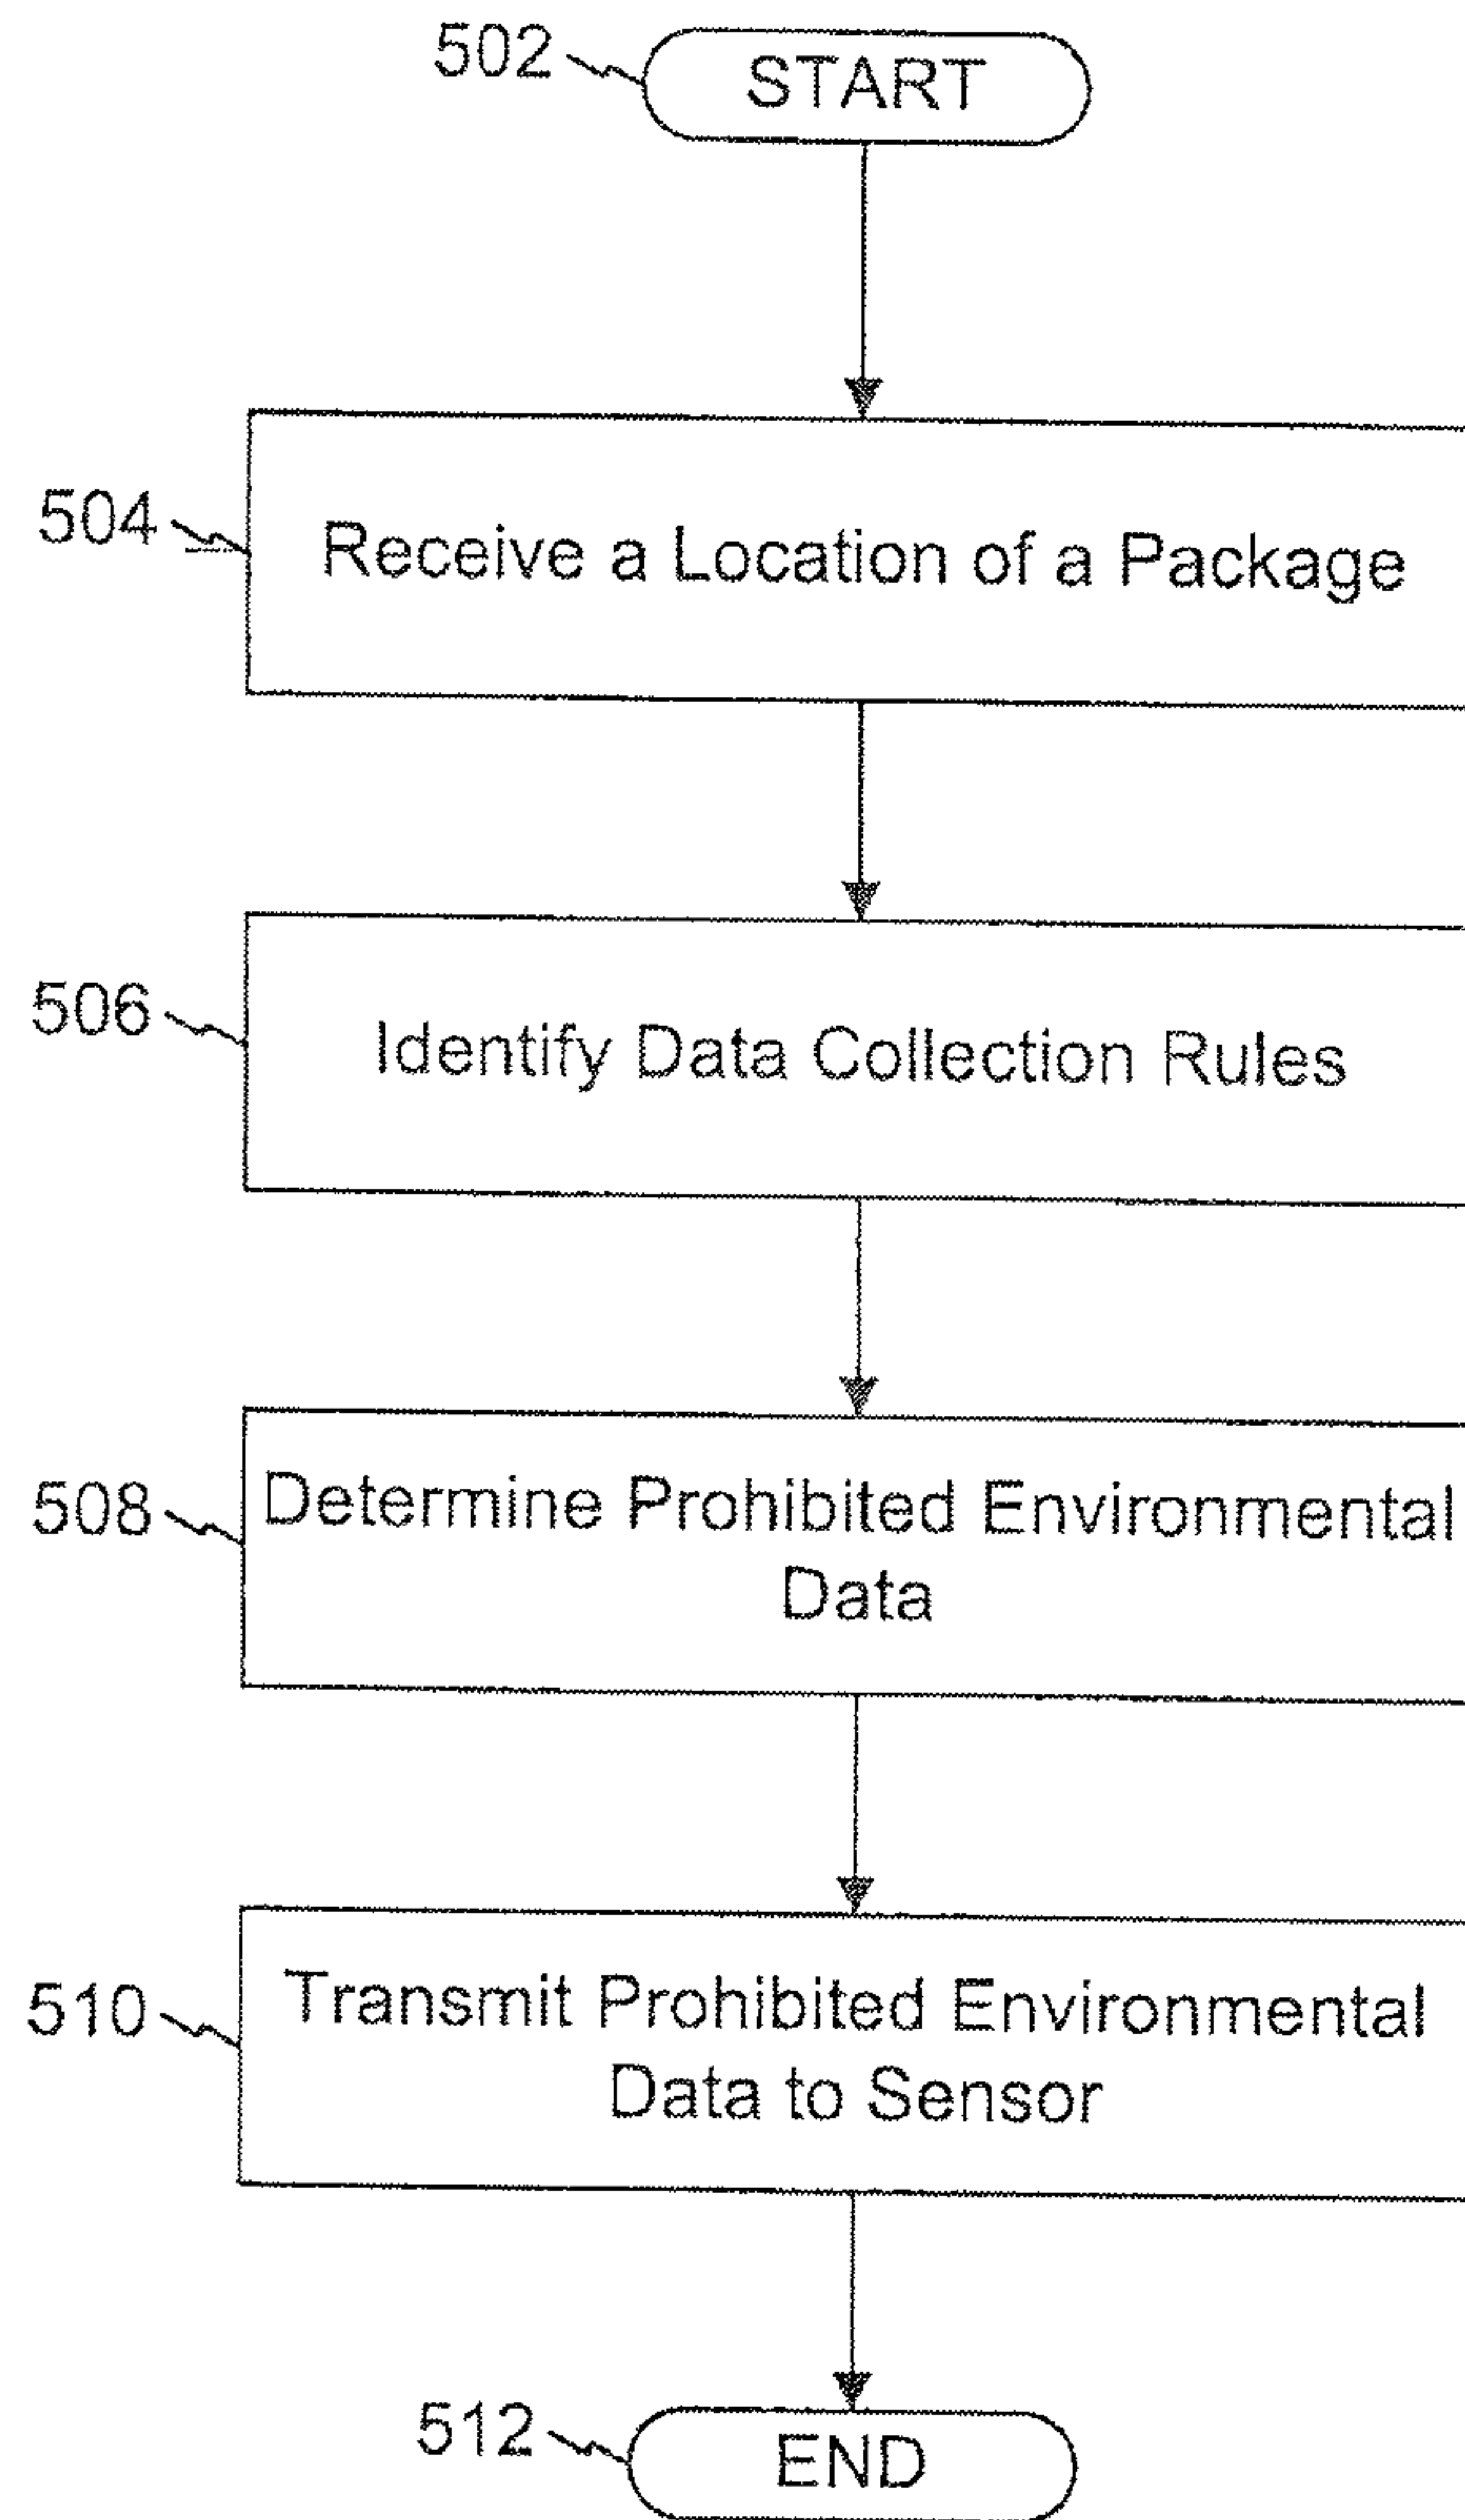 502
START
504
Receive a Location of a Package
506
Identify Data Collection Rules
508
Determine Prohibited Environmental
Data
510
Transmit Prohibited Environmental
Data to Sensor
512
END